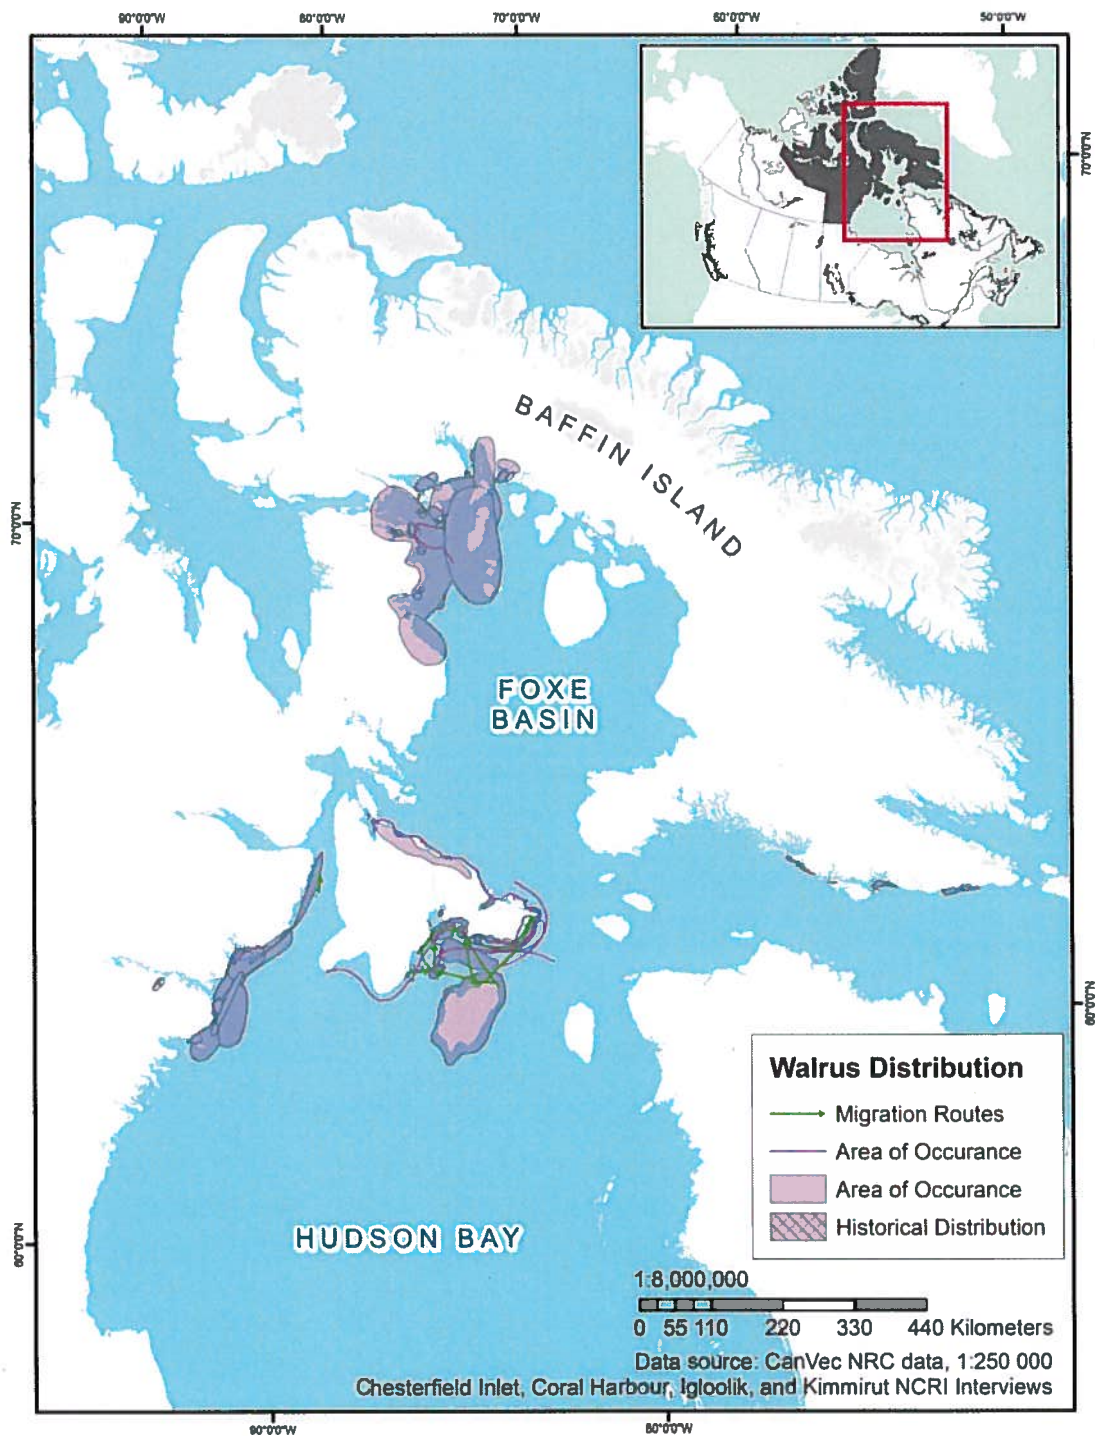 90°0'0"W
80°0'0"W
70°0'0"W
60°0'0"W
50°0'0"W
70°0'0"N
BAFFIN ISLAND
70°0'0"N
FOXE
BASIN
60°0'0"N
Walrus Distribution
Migration Routes
Area of Occurance
Area of Occurance
Historical Distribution
60°0'0"N
HUDSON BAY
1:8,000,000
0 55 110 220 330 440 Kilometers
Data source: CanVec NRC data, 1:250 000
Chesterfield Inlet, Coral Harbour, Igloolik, and Kimmirut NCRI Interviews
90°0'0"W
80°0'0"W